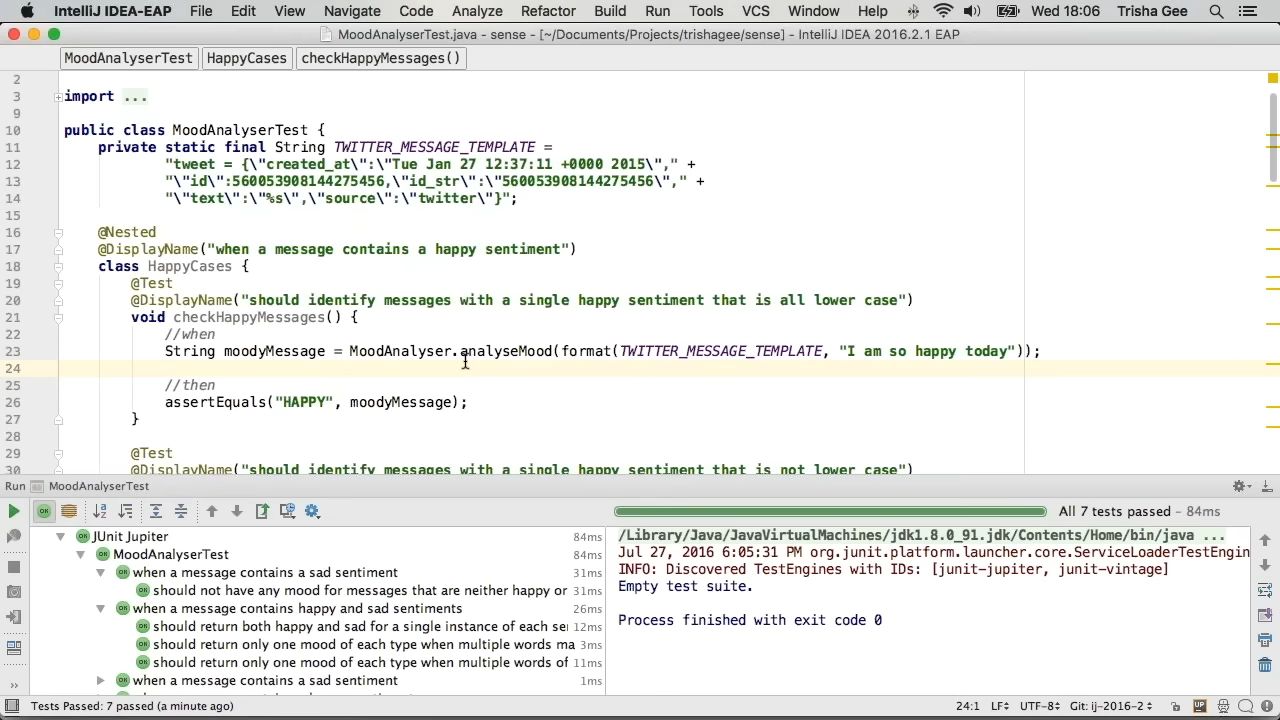 IntelliJ IDEA-EAP File Edit View Navigate Code Analyze Refactor Build Run Tools VCS Window Help Wed 18:06 Trisha Gee
MoodAnalyserTest.java - sense - [~/Documents/Projects/trishagee/sense] - IntelliJ IDEA 2016.2.1 EAP
MoodAnalyserTest HappyCases checkHappyMessages()
2
3 import ...
9
10 public class MoodAnalyserTest {
11 private static final String TWITTER_MESSAGE_TEMPLATE =
12 "tweet = {\"created_at\":\"Tue Jan 27 12:37:11 +0000 2015\"," +
13 "\"id\":560053908144275456,\"id_str\":\"560053908144275456\"," +
14 "\"text\":\"%s\",\"source\":\"twitter\"}";
15
16 @Nested
17 @DisplayName("when a message contains a happy sentiment")
18 class HappyCases {
19 @Test
20 @DisplayName("should identify messages with a single happy sentiment that is all lower case")
21 void checkHappyMessages() {
22 //when
23 String moodyMessage = MoodAnalyser.analyseMood(format(TWITTER_MESSAGE_TEMPLATE, "I am so happy today"));
24
25 //then
26 assertEquals("HAPPY", moodyMessage);
27 }
28
29 @Test
30 @DisplayName("should identify messages with a single happy sentiment that is not lower case")
Run MoodAnalyserTest
All 7 tests passed - 84ms
JUnit Jupiter 84ms
MoodAnalyserTest 84ms
when a message contains a sad sentiment 31ms
should not have any mood for messages that are neither happy or 31ms
when a message contains happy and sad sentiments 26ms
should return both happy and sad for a single instance of each se 12ms
should return only one mood of each type when multiple words ma 3ms
should return only one mood of each type when multiple words of 11ms
when a message contains a sad sentiment 1ms
/Library/Java/JavaVirtualMachines/jdk1.8.0_91.jdk/Contents/Home/bin/java ...
Jul 27, 2016 6:05:31 PM org.junit.platform.launcher.core.ServiceLoaderTestEngin
INFO: Discovered TestEngines with IDs: [junit-jupiter, junit-vintage]
Empty test suite.
Process finished with exit code 0
Tests Passed: 7 passed (a minute ago) 24:1 LF UTF-8 Git: ij-2016-2